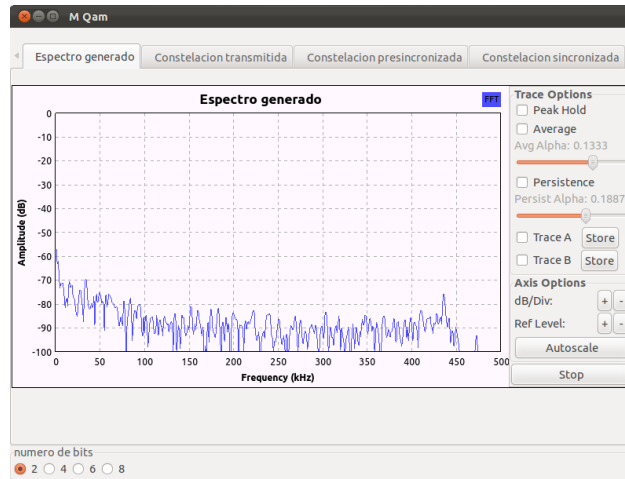 M Qam
Espectro generado
Constelacion transmitida
Constelacion presincronizada
Constelacion sincronizada
Espectro generado
FFT
Amplitude (dB)
0
-10
-20
-30
-40
-50
-60
-70
-80
-90
-100
0 50 100 150 200 250 300 350 400 450 500
Frequency (kHz)
Trace Options
Peak Hold
Average
Avg Alpha: 0.1333
Persistence
Persist Alpha: 0.1887
Trace A Store
Trace B Store
Axis Options
dB/Div: + -
Ref Level: + -
Autoscale
Stop
numero de bits
2 4 6 8